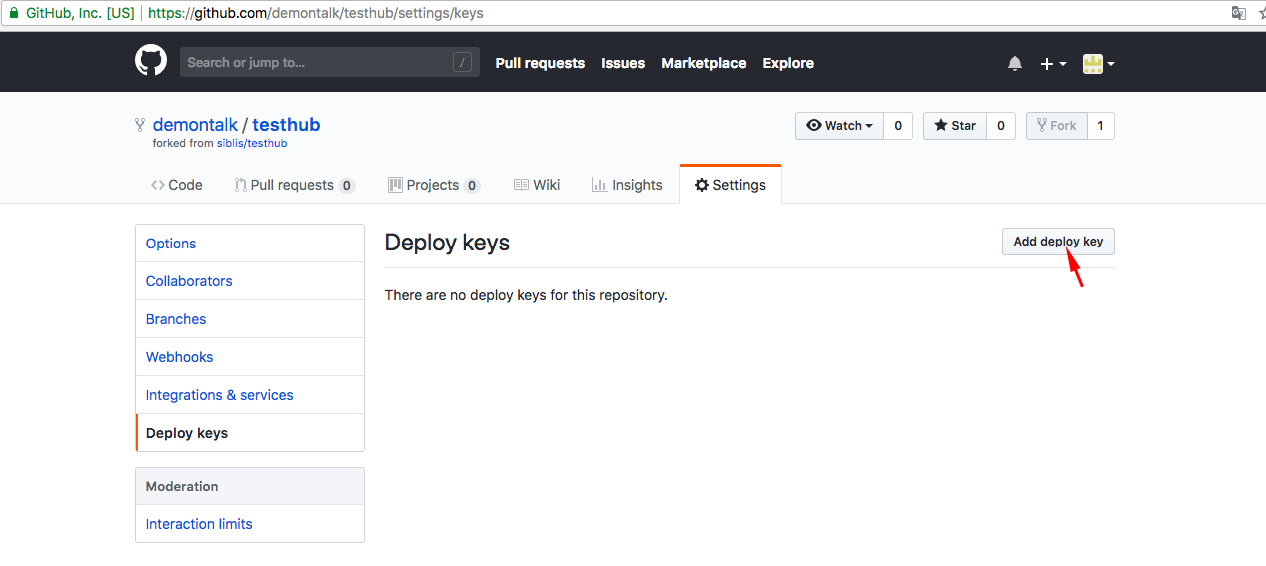 GitHub, Inc. [US] https://github.com/demontalk/testhub/settings/keys
Search or jump to... / Pull requests Issues Marketplace Explore
demontalk / testhub Watch 0 Star 0 Fork 1
forked from siblis/testhub
Code Pull requests 0 Projects 0 Wiki Insights Settings
Options
Collaborators
Branches
Webhooks
Integrations & services
Deploy keys
Moderation
Interaction limits
Deploy keys Add deploy key
There are no deploy keys for this repository.